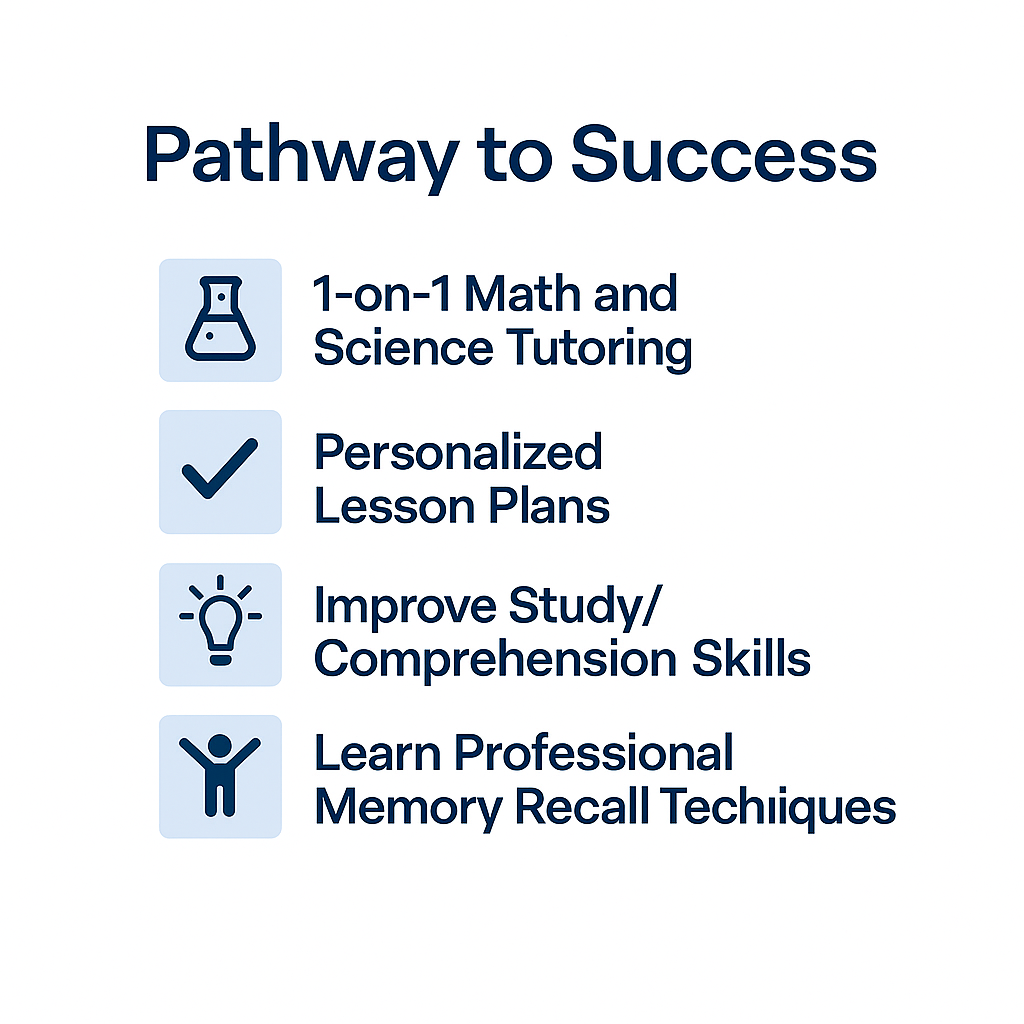 Pathway to Success
1-on-1 Math and
Science Tutoring
Personalized
Lesson Plans
Improve Study/
Comprehension Skills
Learn Professional
Memory Recall Techıiques